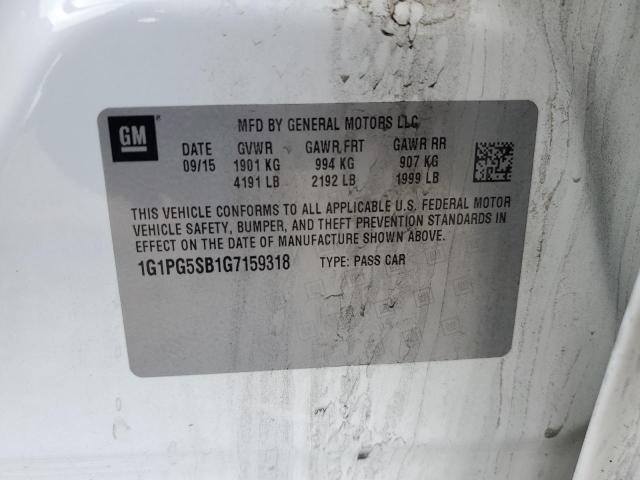 GM
MFD BY GENERAL MOTORS LLC
DATE GVWR GAWR FRT GAWR RR
09/15 1901 KG 994 KG 907 KG
4191 LB 2192 LB 1999 LB
THIS VEHICLE CONFORMS TO ALL APPLICABLE U.S. FEDERAL MOTOR
VEHICLE SAFETY, BUMPER, AND THEFT PREVENTION STANDARDS IN
EFFECT ON THE DATE OF MANUFACTURE SHOWN ABOVE.
1G1PG5SB1G7159318 TYPE: PASS CAR